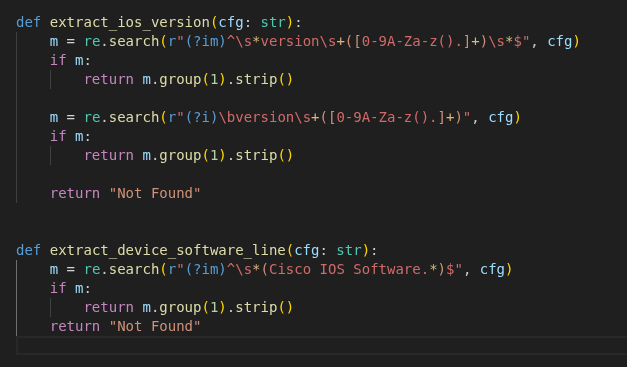 def extract_ios_version(cfg: str):
    m = re.search(r"(?im)^\s*version\s+([0-9A-Za-z().]+)\s*$", cfg)
    if m:
        return m.group(1).strip()

    m = re.search(r"(?i)\bversion\s+([0-9A-Za-z().]+)", cfg)
    if m:
        return m.group(1).strip()

    return "Not Found"


def extract_device_software_line(cfg: str):
    m = re.search(r"(?im)^\s*(Cisco IOS Software.*)$", cfg)
    if m:
        return m.group(1).strip()
    return "Not Found"